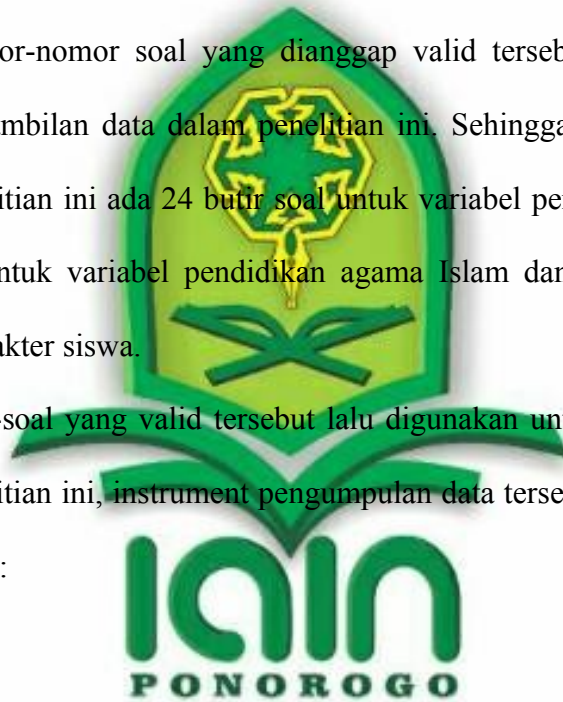 or-nomor soal yang dianggap valid terseb
ambilan data dalam penelitian ini. Sehingga
itian ini ada 24 butir soal untuk variabel pe
ntuk variabel pendidikan agama Islam dan
akter siswa.
-soal yang valid tersebut lalu digunakan un
itian ini, instrument pengumpulan data terse
:
IAIN
PONOROGO